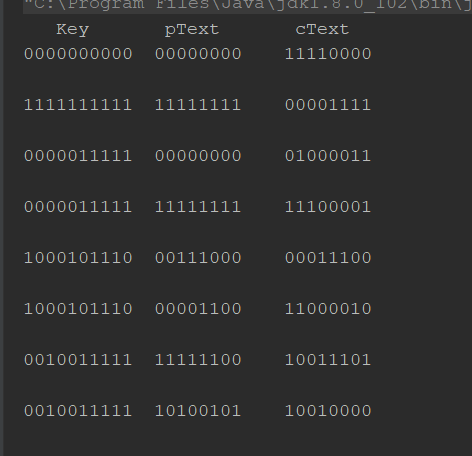 "C:\Program Files\Java\jdk1.8.0_102\bin\j
Key pText cText
0000000000 00000000 11110000
1111111111 11111111 00001111
0000011111 00000000 01000011
0000011111 11111111 11100001
1000101110 00111000 00011100
1000101110 00001100 11000010
0010011111 11111100 10011101
0010011111 10100101 10010000